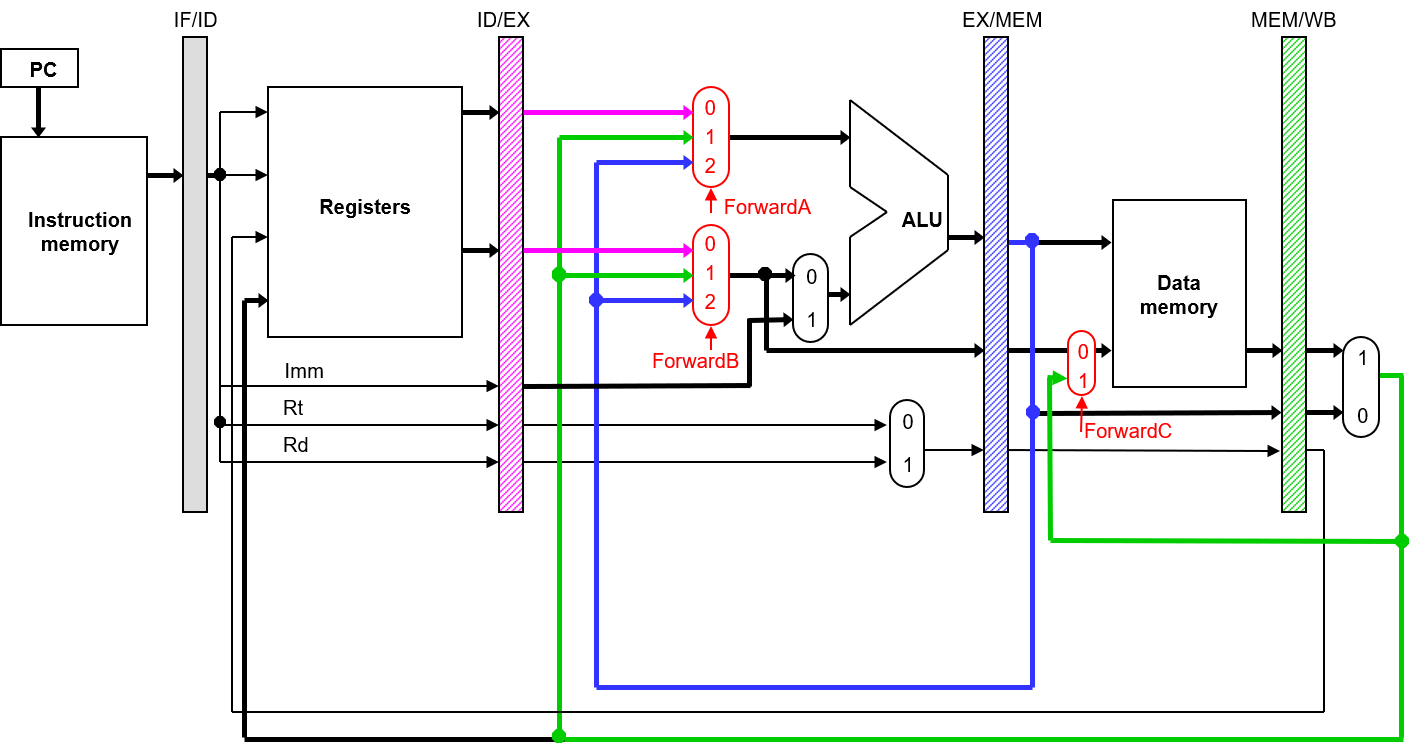 IF/ID
ID/EX
EX/MEM
MEM/WB
PC
Instruction
memory
Registers
0
1
2
ForwardA
0
1
2
ForwardB
0
1
ALU
Data
memory
0
1
ForwardC
1
0
Imm
Rt
Rd
0
1